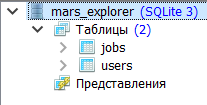 mars_explorer (SQLite 3)
Таблицы (2)
jobs
users
Представления